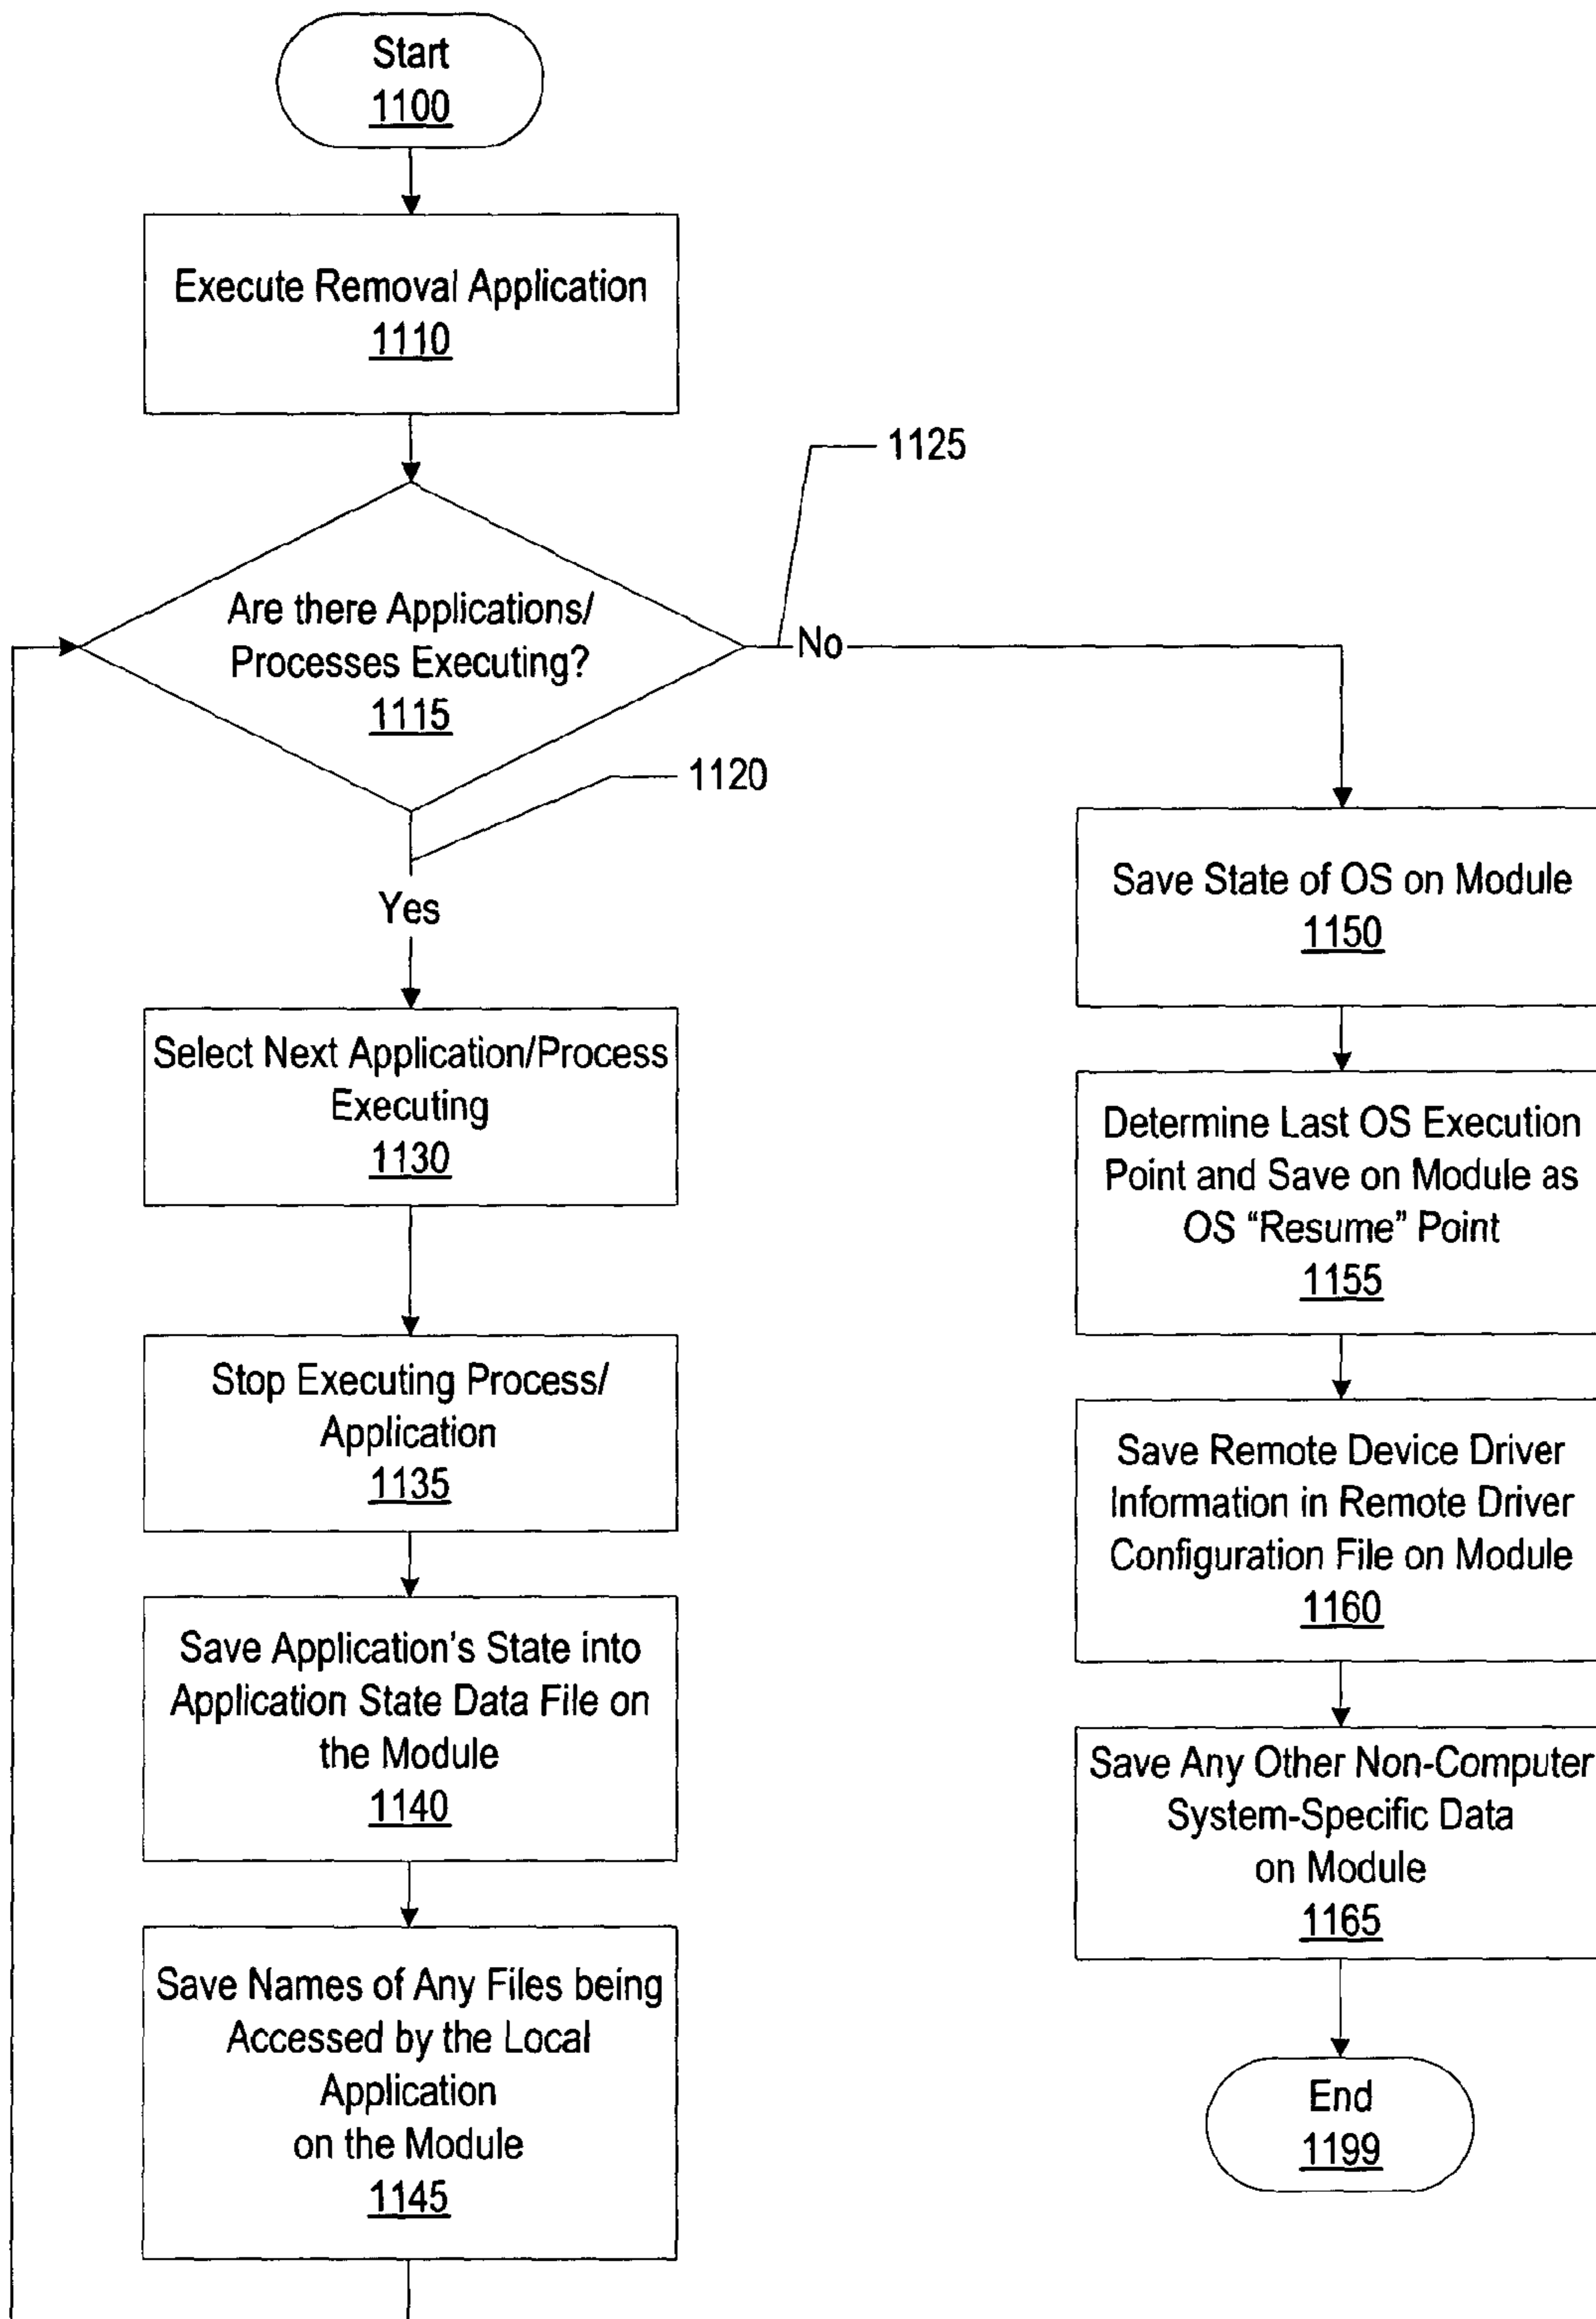 Start
1100
Execute Removal Application
1110
1125
Are there Applications/
Processes Executing?
1115
No
1120
Yes
Select Next Application/Process
Executing
1130
Stop Executing Process/
Application
1135
Save Application's State into
Application State Data File on
the Module
1140
Save Names of Any Files being
Accessed by the Local
Application
on the Module
1145
Save State of OS on Module
1150
Determine Last OS Execution
Point and Save on Module as
OS “Resume” Point
1155
Save Remote Device Driver
Information in Remote Driver
Configuration File on Module
1160
Save Any Other Non-Computer
System-Specific Data
on Module
1165
End
1199